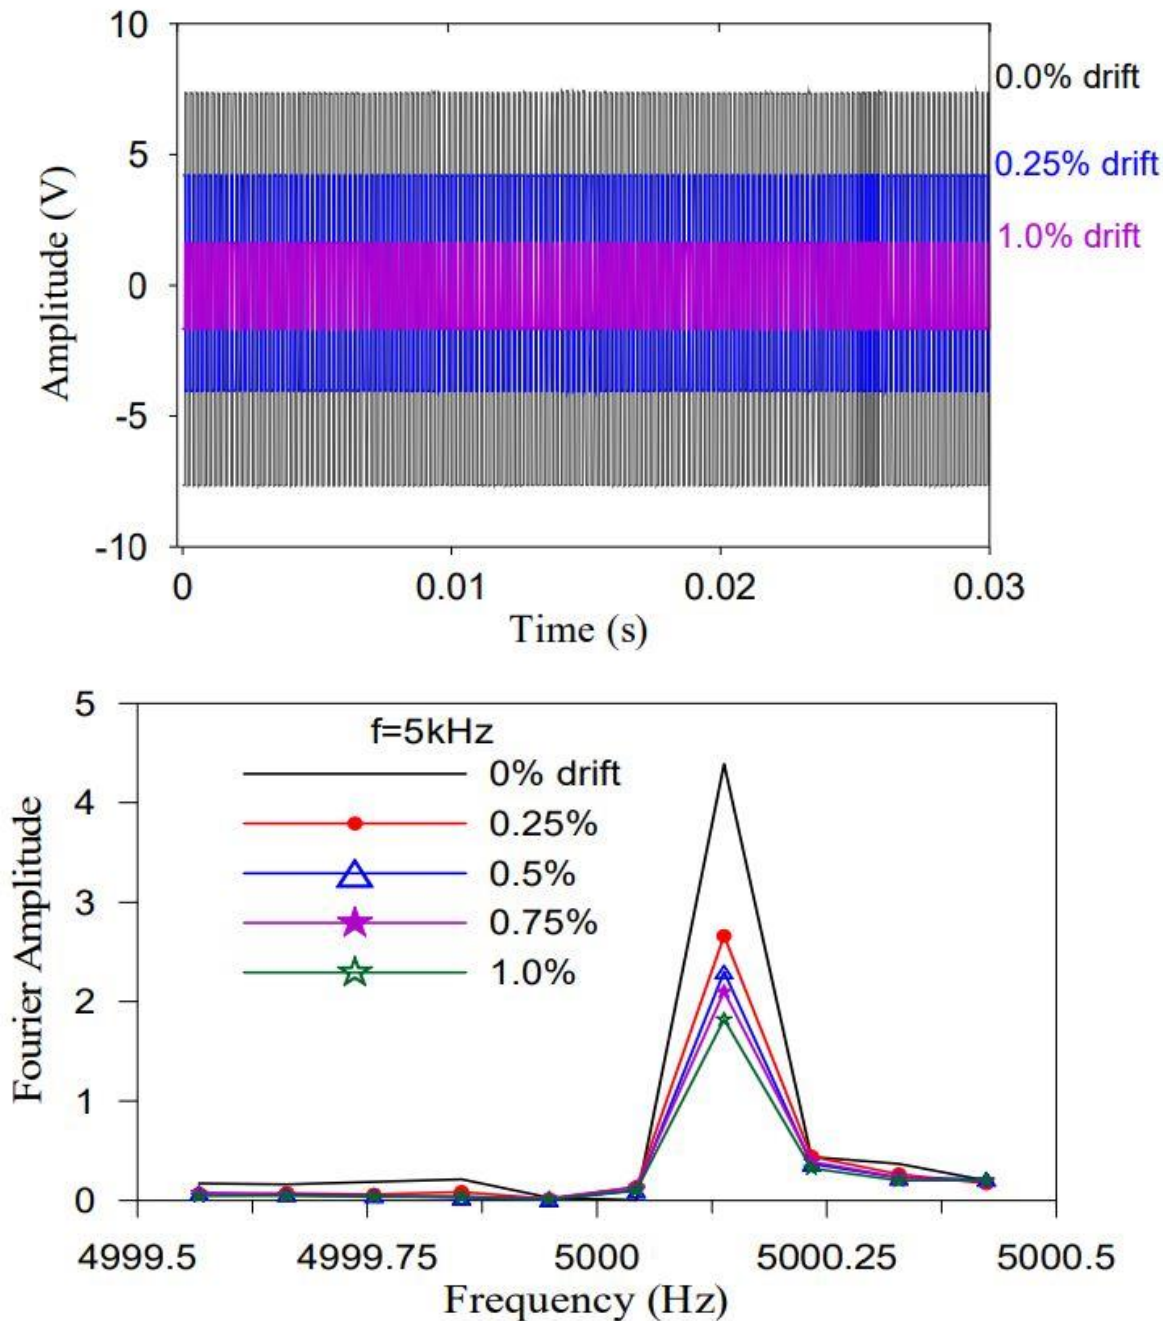 10
0.0% drift
5
0.25% drift
Amplitude (V)
1.0% drift
0
-5
-10
0 0.01 0.02 0.03
Time (s)
5
f=5kHz
0% drift
4
0.25%
0.5%
3
0.75%
1.0%
Fourier Amplitude
2
1
0
4999.5 4999.75 5000 5000.25 5000.5
Frequency (Hz)